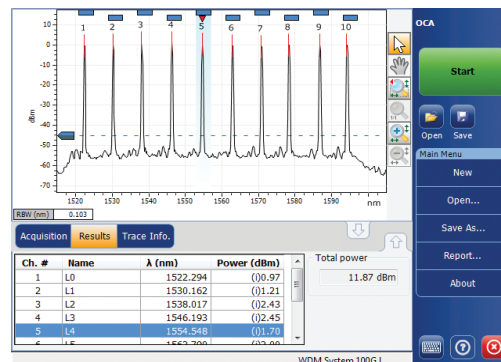 OCA
Start
Open Save
Main Menu
New
Open...
Save As...
Report...
About
10
0
-10
-20
-30
-40
-50
-60
-70
dBm
1 2 3 4 5 6 7 8 9 10
1520 1530 1540 1550 1560 1570 1580 1590 nm
RBW (nm) 0.103
Acquisition Results Trace Info.
Ch. # Name λ (nm) Power (dBm)
1 L0 1522.294 (i)0.97
2 L1 1530.162 (i)1.21
3 L2 1538.017 (i)2.43
4 L3 1546.193 (i)2.45
5 L4 1554.548 (i)1.70
Total power
11.87 dBm